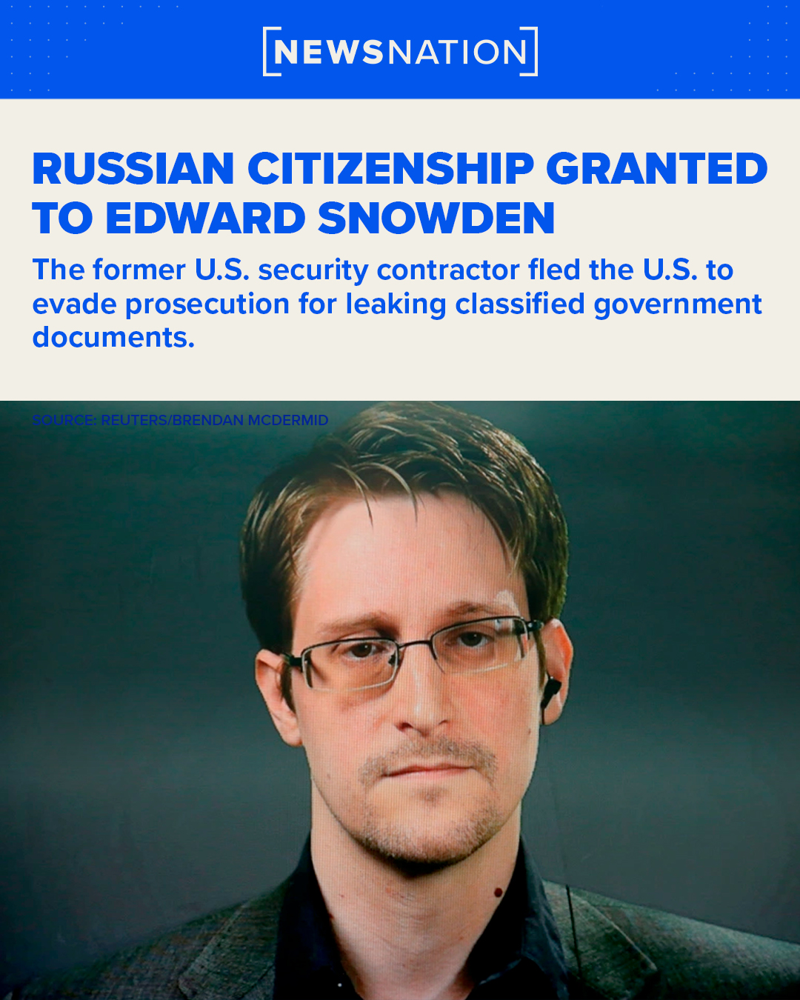 [NEWSNATION]
RUSSIAN CITIZENSHIP GRANTED
TO EDWARD SNOWDEN
The former U.S. security contractor fled the U.S. to
evade prosecution for leaking classified government
documents.
SOURCE: REUTERS/BRENDAN MCDERMID